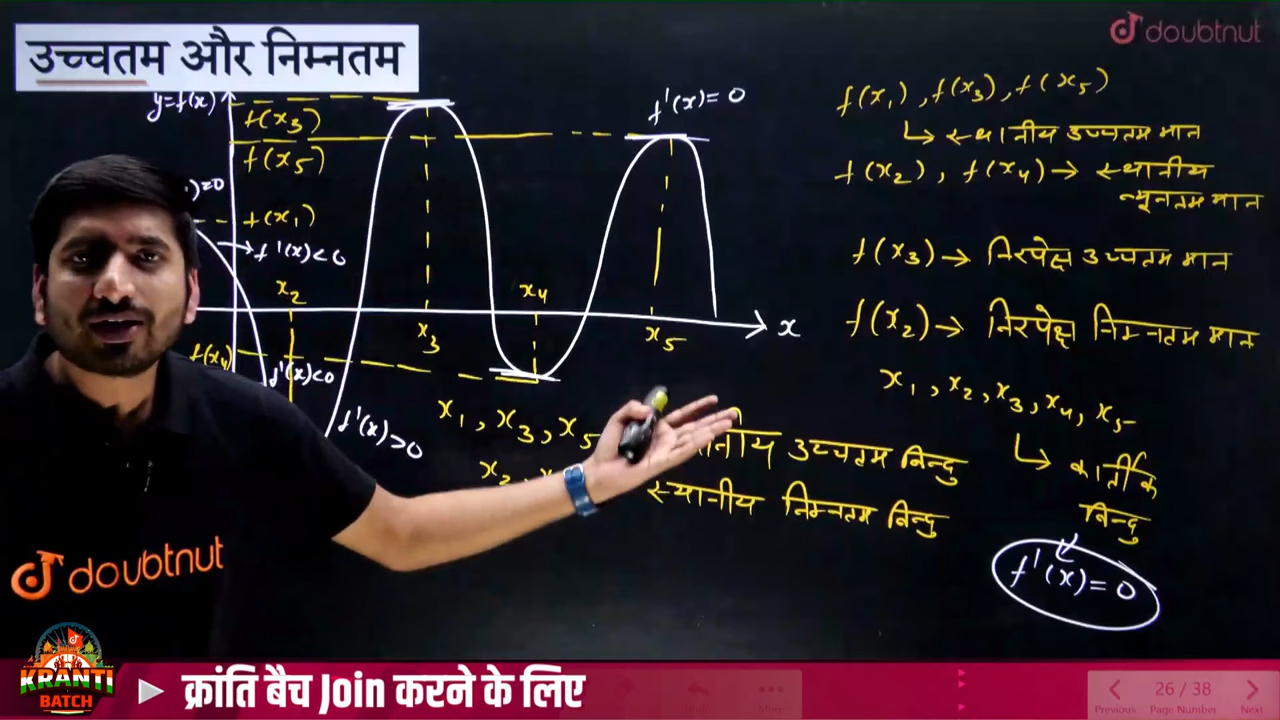 उच्चतम और निम्नतम
doubtnut
y=f(x)
f(x₃)
f(x₅)
)=0
f(x₁)
f'(x)<0
x₂
f'(x)=0
x₄
x₃
x₅
x
f(x₄)
f'(x)<0
f'(x)>0
x₁, x₃, x₅
उच्चतम बिन्दु
x₂,
स्थानीय निम्नतम बिन्दु
f(x₁), f(x₃), f(x₅)
↳ स्थानीय उच्चतम मान
f(x₂), f(x₄) → स्थानीय
न्यूनतम मान
f(x₃) → निरपेक्ष उच्चतम मान
f(x₂) → निरपेक्ष निम्नतम मान
x₁, x₂, x₃, x₄, x₅
बिन्दु
f'(x)=0
doubtnut
KRANTI
BATCH
क्रांति बैच Join करने के लिए
26 / 38
Previous Page Number Next